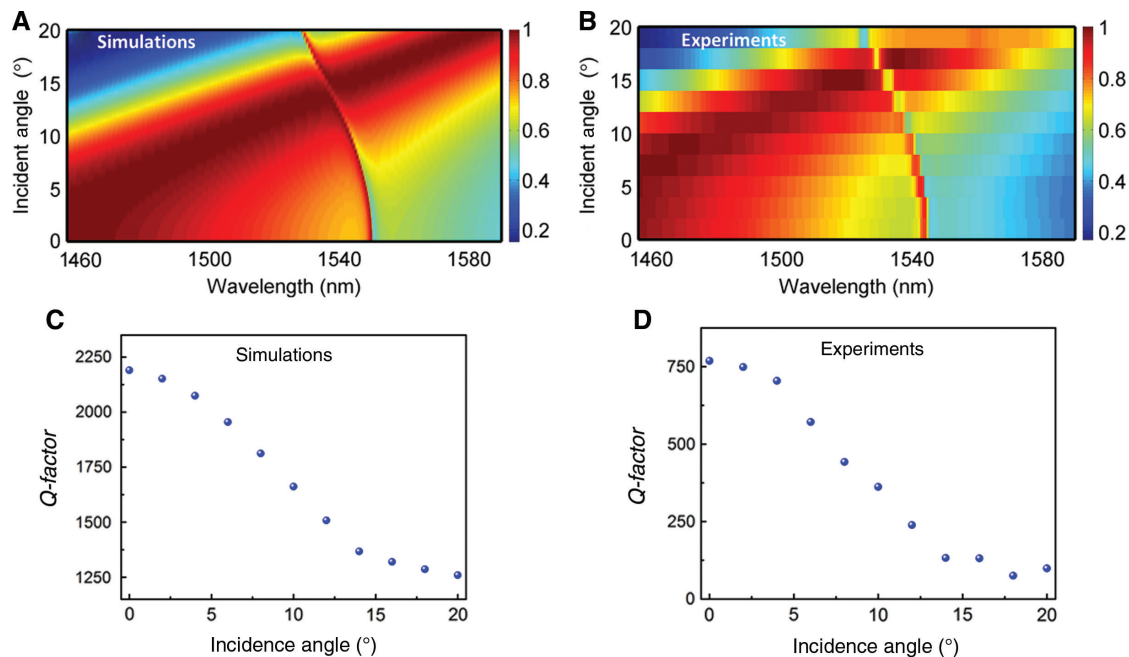 A
Simulations
20
15
10
5
0
Incident angle (°)
1460 1500 1540 1580
Wavelength (nm)
1
0.8
0.6
0.4
0.2
B
Experiments
20
15
10
5
0
Incident angle (°)
1460 1500 1540 1580
Wavelength (nm)
1
0.8
0.6
0.4
0.2
C
Simulations
2250
2000
1750
1500
1250
Q-factor
0 5 10 15 20
Incidence angle (°)
D
Experiments
750
500
250
0
Q-factor
0 5 10 15 20
Incidence angle (°)